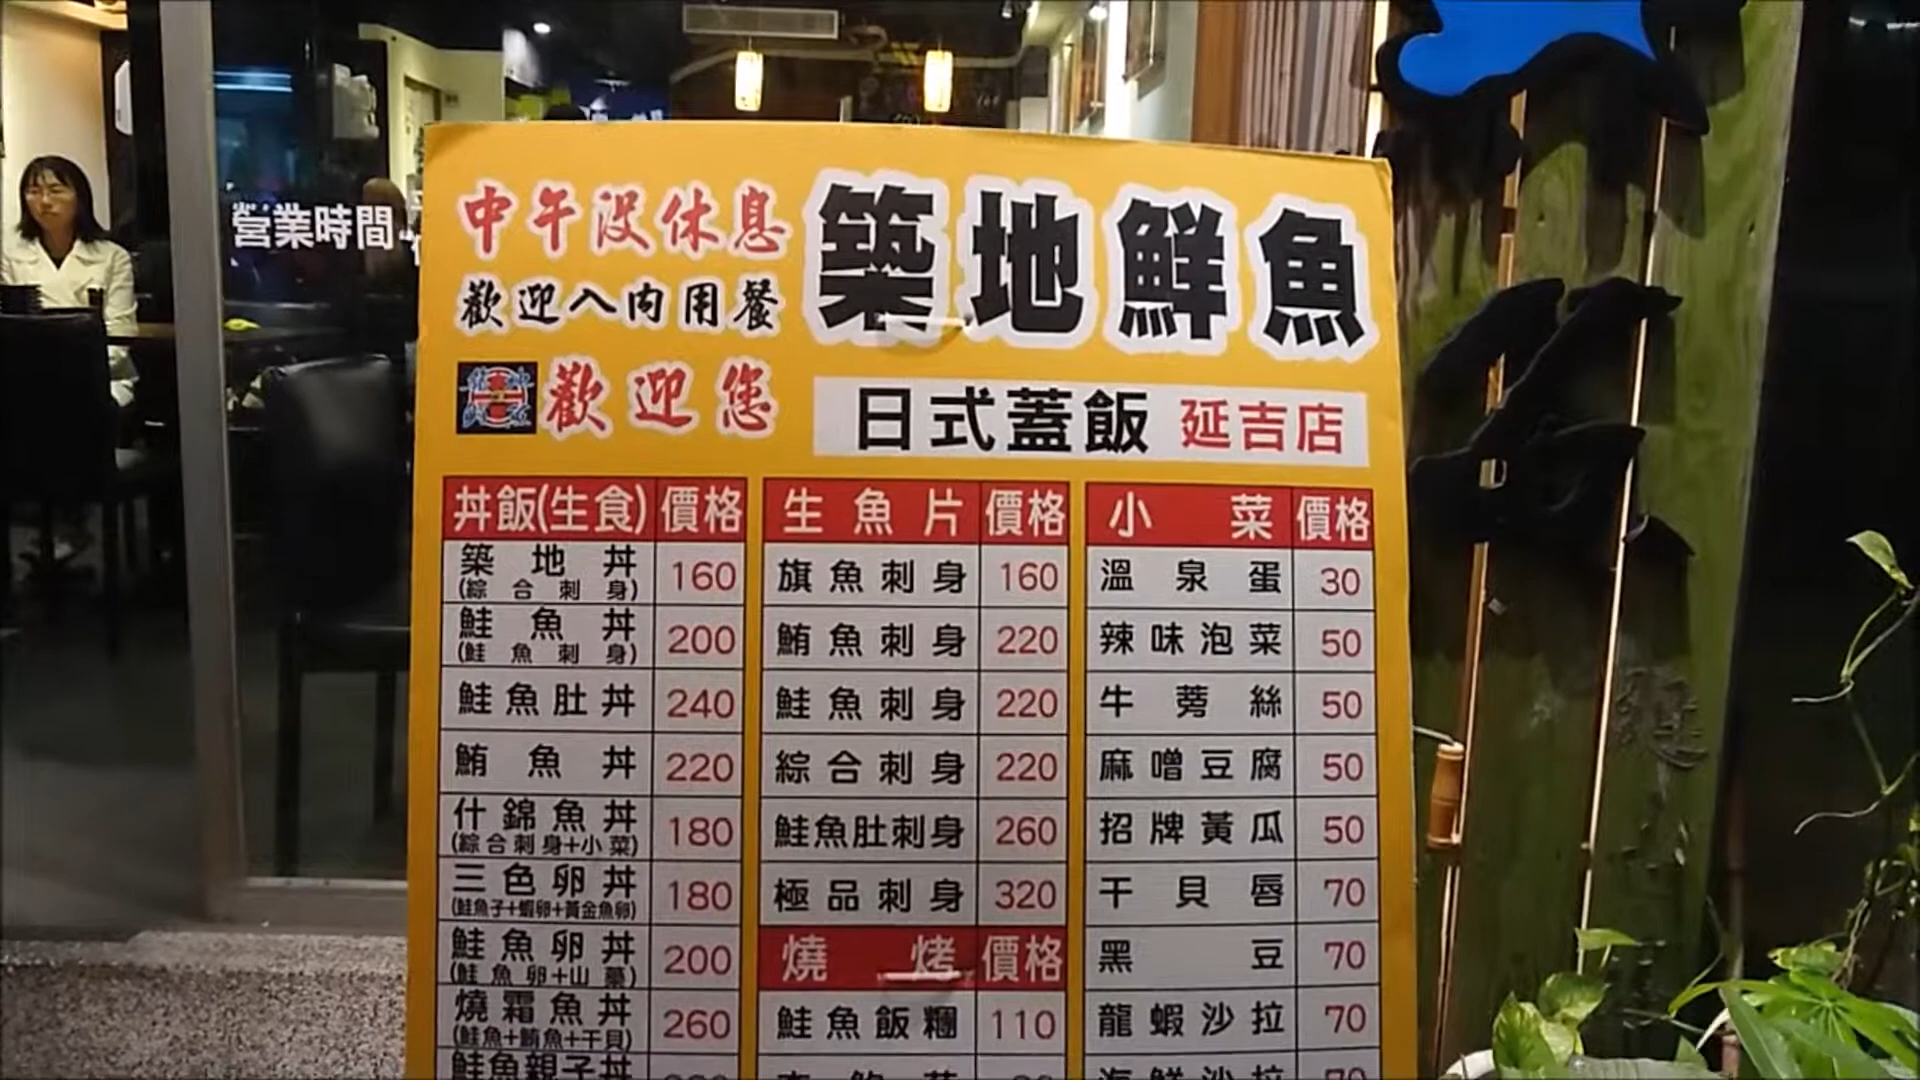 營業時間
中午沒休息
歡迎入內用餐
歡迎您
築地鮮魚
日式蓋飯 延吉店
丼飯(生食) 價格
築地丼 160
(綜合刺身)
鮭魚丼 200
(鮭魚刺身)
鮭魚肚丼 240
鮪魚丼 220
什錦魚丼 180
(綜合刺身+小菜)
三色卵丼 180
(鮭魚子+蝦卵+黃金魚卵)
鮭魚卵丼 200
(鮭魚卵+山藥)
燒霜魚丼 260
(鮭魚+鮪魚+干貝)
鮭魚親子丼
生魚片 價格
旗魚刺身 160
鮪魚刺身 220
鮭魚刺身 220
綜合刺身 220
鮭魚肚刺身 260
極品刺身 320
燒烤 價格
鮭魚飯糰 110
小菜 價格
溫泉蛋 30
辣味泡菜 50
牛蒡絲 50
麻噌豆腐 50
招牌黃瓜 50
干貝唇 70
黑豆 70
龍蝦沙拉 70
海鮮沙拉 70